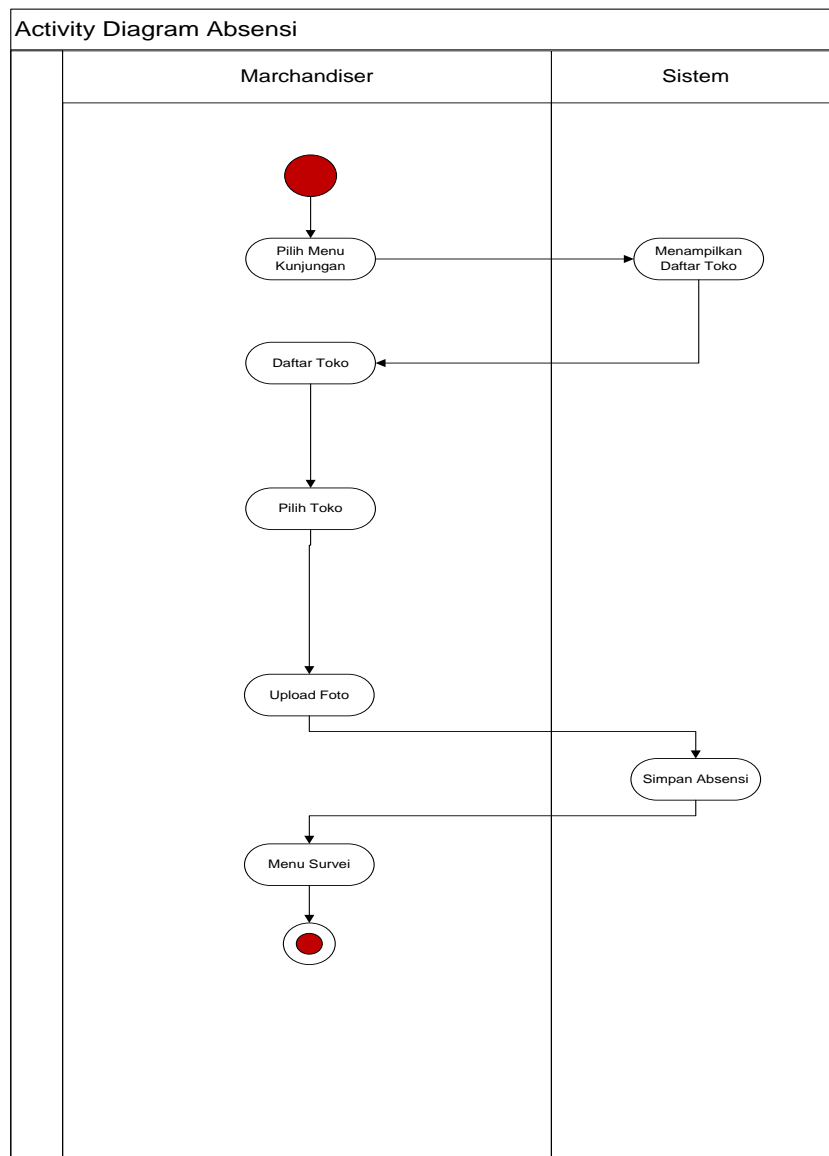 Activity Diagram Absensi
Marchandiser
Sistem
Pilih Menu
Kunjungan
Menampilkan
Daftar Toko
Daftar Toko
Pilih Toko
Upload Foto
Simpan Absensi
Menu Survei